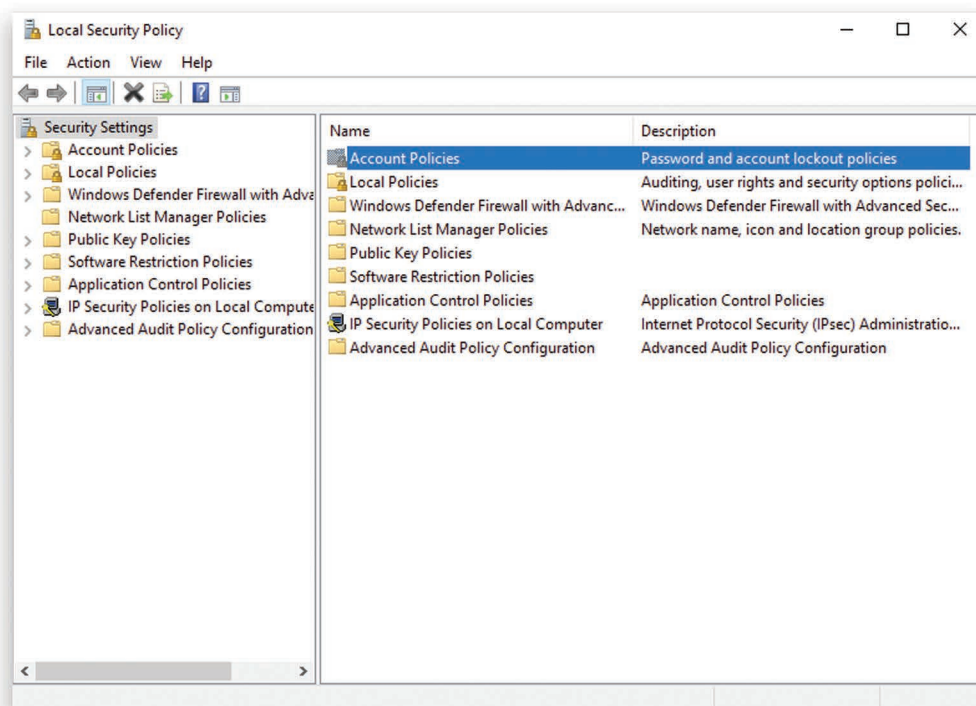 Local Security Policy
File Action View Help
Security Settings
Account Policies
Local Policies
Windows Defender Firewall with Adva
Network List Manager Policies
Public Key Policies
Software Restriction Policies
Application Control Policies
IP Security Policies on Local Compute
Advanced Audit Policy Configuration
Name Description
Account Policies Password and account lockout policies
Local Policies Auditing, user rights and security options polici...
Windows Defender Firewall with Advanc... Windows Defender Firewall with Advanced Sec...
Network List Manager Policies Network name, icon and location group policies.
Public Key Policies
Software Restriction Policies
Application Control Policies Application Control Policies
IP Security Policies on Local Computer Internet Protocol Security (IPsec) Administratio...
Advanced Audit Policy Configuration Advanced Audit Policy Configuration